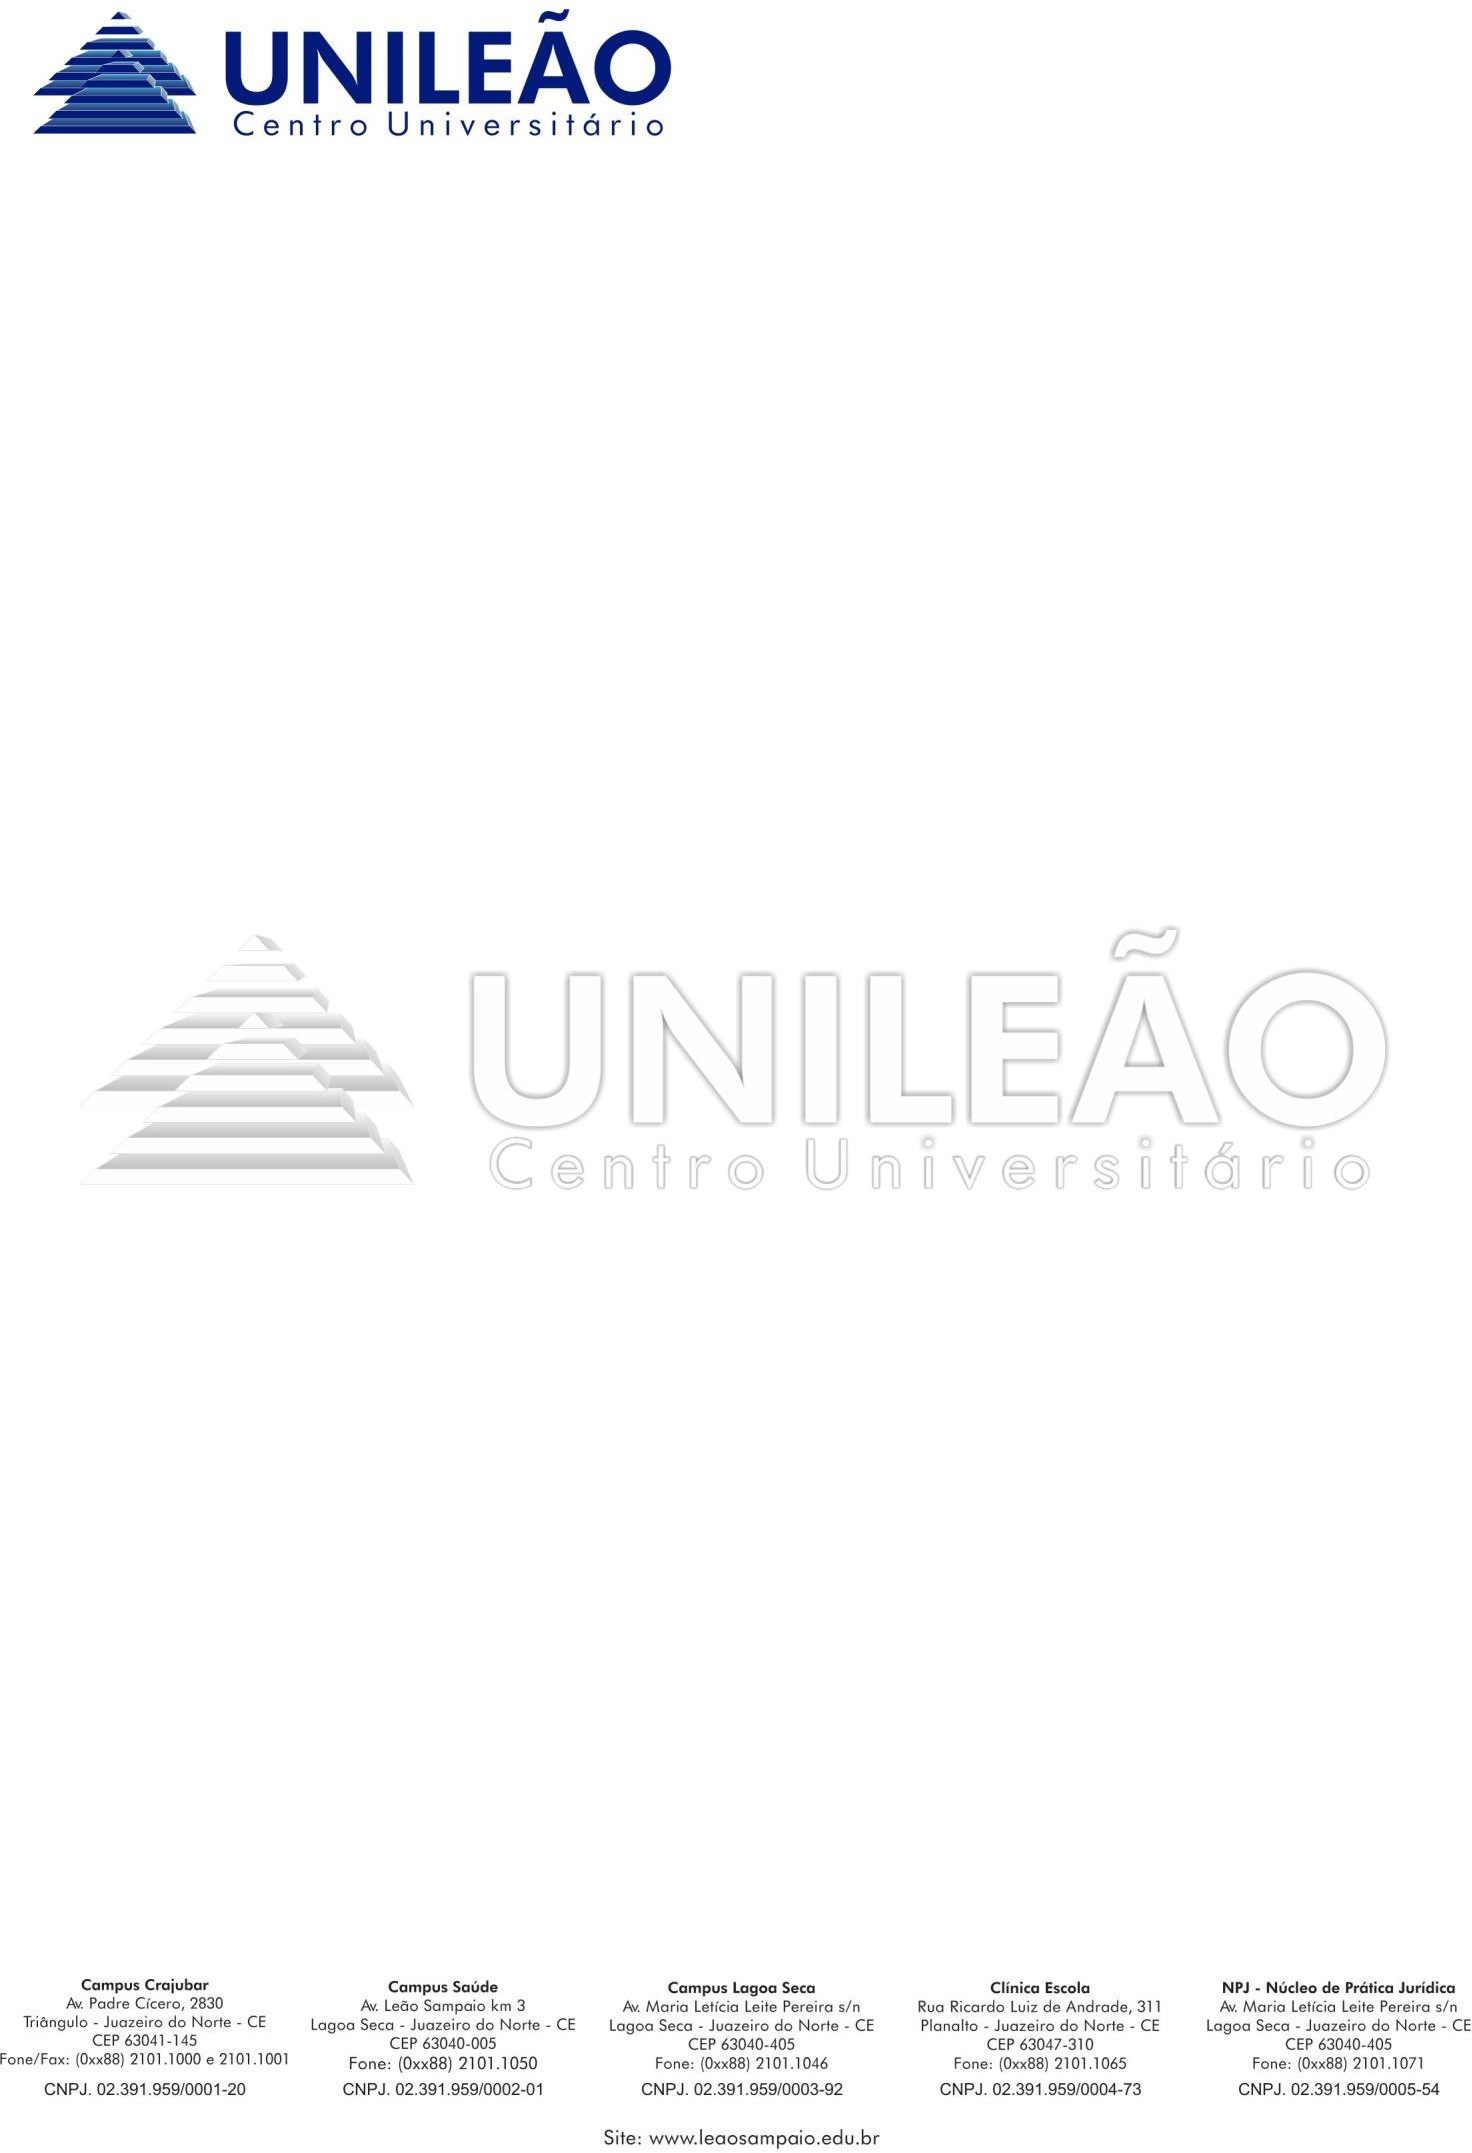 UNILEÃO
Centro Universitário
UNILEÃO
Centro Universitário
Campus Crajubar
Av. Padre Cícero, 2830
Triângulo - Juazeiro do Norte - CE
CEP 63041-145
Fone/Fax: (0xx88) 2101.1000 e 2101.1001
CNPJ. 02.391.959/0001-20
Campus Saúde
Av. Leão Sampaio km 3
Lagoa Seca - Juazeiro do Norte - CE
CEP 63040-005
Fone: (0xx88) 2101.1050
CNPJ. 02.391.959/0002-01
Campus Lagoa Seca
Av. Maria Letícia Leite Pereira s/n
Lagoa Seca - Juazeiro do Norte - CE
CEP 63040-405
Fone: (0xx88) 2101.1046
CNPJ. 02.391.959/0003-92
Clínica Escola
Rua Ricardo Luiz de Andrade, 311
Planalto - Juazeiro do Norte - CE
CEP 63047-310
Fone: (0xx88) 2101.1065
CNPJ. 02.391.959/0004-73
NPJ - Núcleo de Prática Jurídica
Av. Maria Letícia Leite Pereira s/n
Lagoa Seca - Juazeiro do Norte - CE
CEP 63040-405
Fone: (0xx88) 2101.1071
CNPJ. 02.391.959/0005-54
Site: www.leaosampaio.edu.br